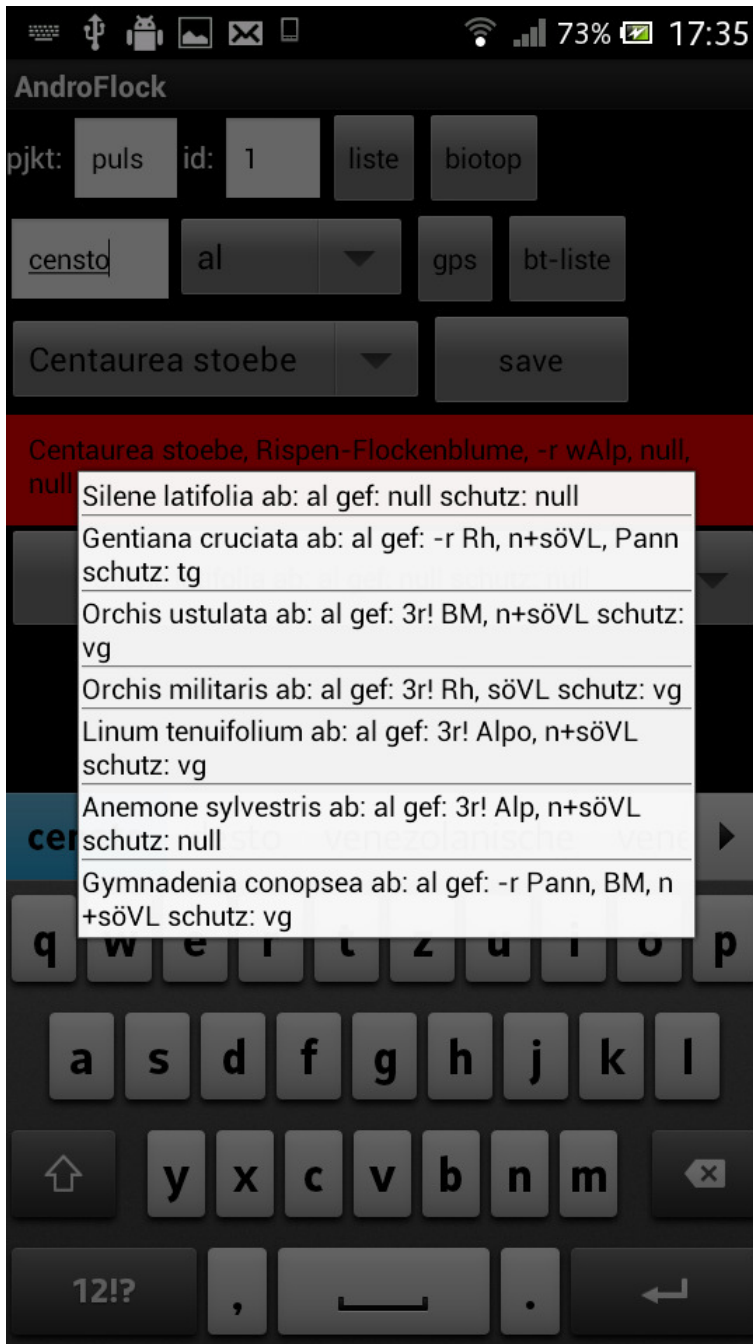 73% 17:35
AndroFlock
pjkt: puls id: 1 liste biotop
censto al gps bt-liste
Centaurea stoebe save
Centaurea stoebe, Rispen-Flockenblume, -r wAlp, null,
null
Silene latifolia ab: al gef: null schutz: null
Gentiana cruciata ab: al gef: -r Rh, n+söVL, Pann
schutz: tg
Orchis ustulata ab: al gef: 3r! BM, n+söVL schutz:
vg
Orchis militaris ab: al gef: 3r! Rh, söVL schutz: vg
Linum tenuifolium ab: al gef: 3r! Alpo, n+söVL
schutz: vg
Anemone sylvestris ab: al gef: 3r! Alp, n+söVL
schutz: null
Gymnadenia conopsea ab: al gef: -r Pann, BM, n
+söVL schutz: vg
venezolanische
q w e r t z u i o p
a s d f g h j k l
y x c v b n m
12!? , .